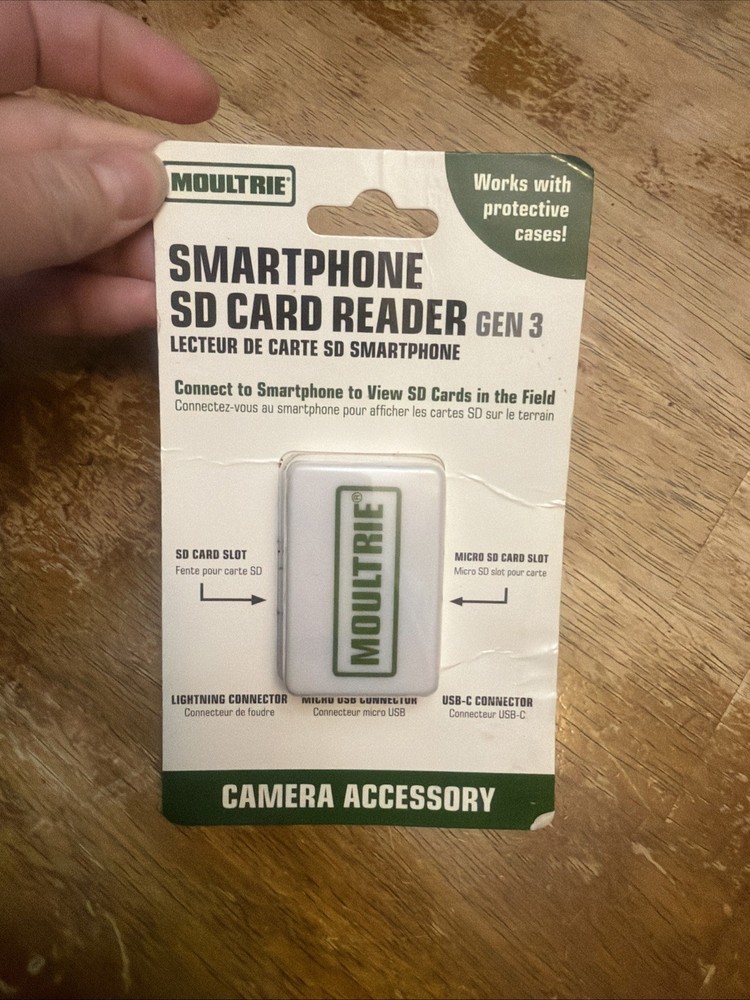 MOULTRIE®
Works with
protective
cases!
SMARTPHONE
SD CARD READER GEN 3
LECTEUR DE CARTE SD SMARTPHONE
Connect to Smartphone to View SD Cards in the Field
Connectez-vous au smartphone pour afficher les cartes SD sur le terrain
MOULTRIE®
SD CARD SLOT
Fente pour carte SD
MICRO SD CARD SLOT
Micro SD slot pour carte
LIGHTNING CONNECTOR
Connecteur de foudre
MICRO USB CONNECTOR
Connecteur micro USB
USB-C CONNECTOR
Connecteur USB-C
CAMERA ACCESSORY